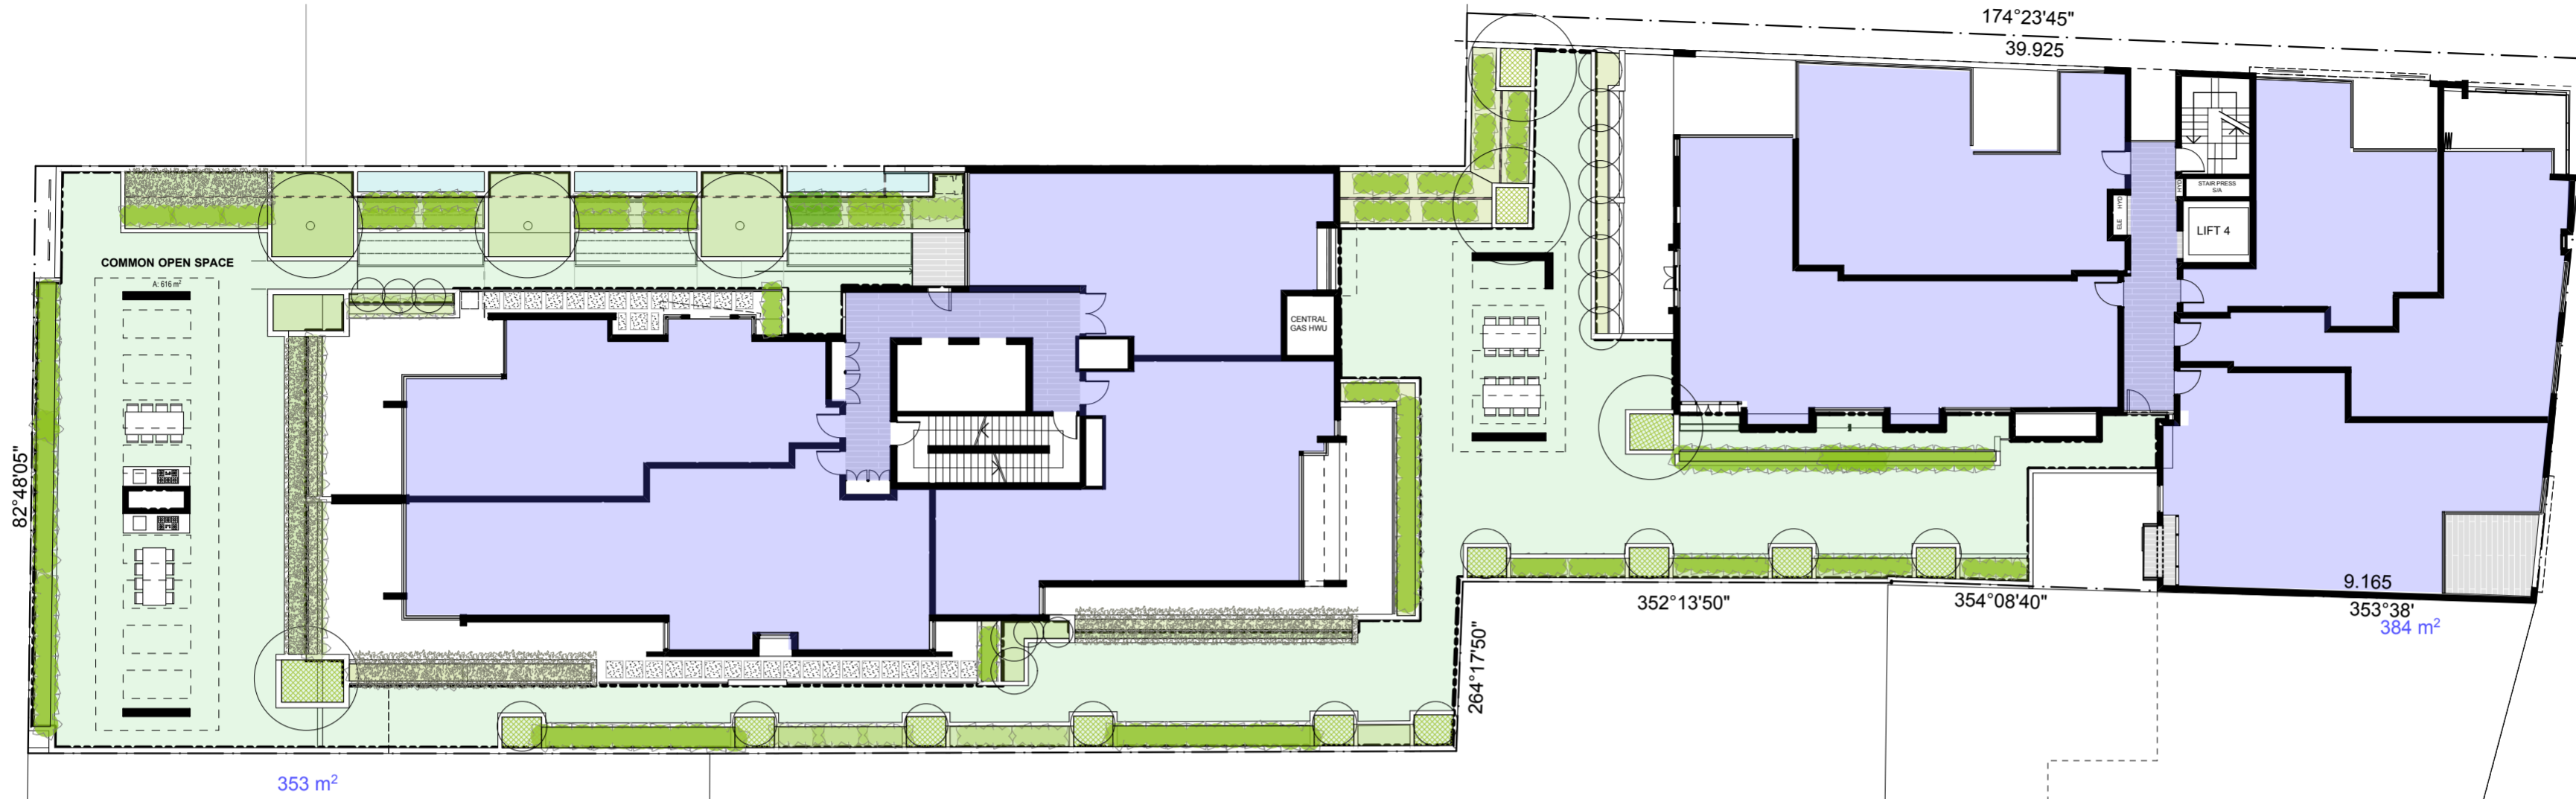 174°23'45"
39.925
STAIR PRESS
S/A
HYD
ELE HYD
LIFT 4
COMMON OPEN SPACE
A: 616 m²
CENTRAL
GAS HWU
82°48'05"
9.165
352°13'50"
354°08'40"
353°38'
384 m²
264°17'50"
353 m²